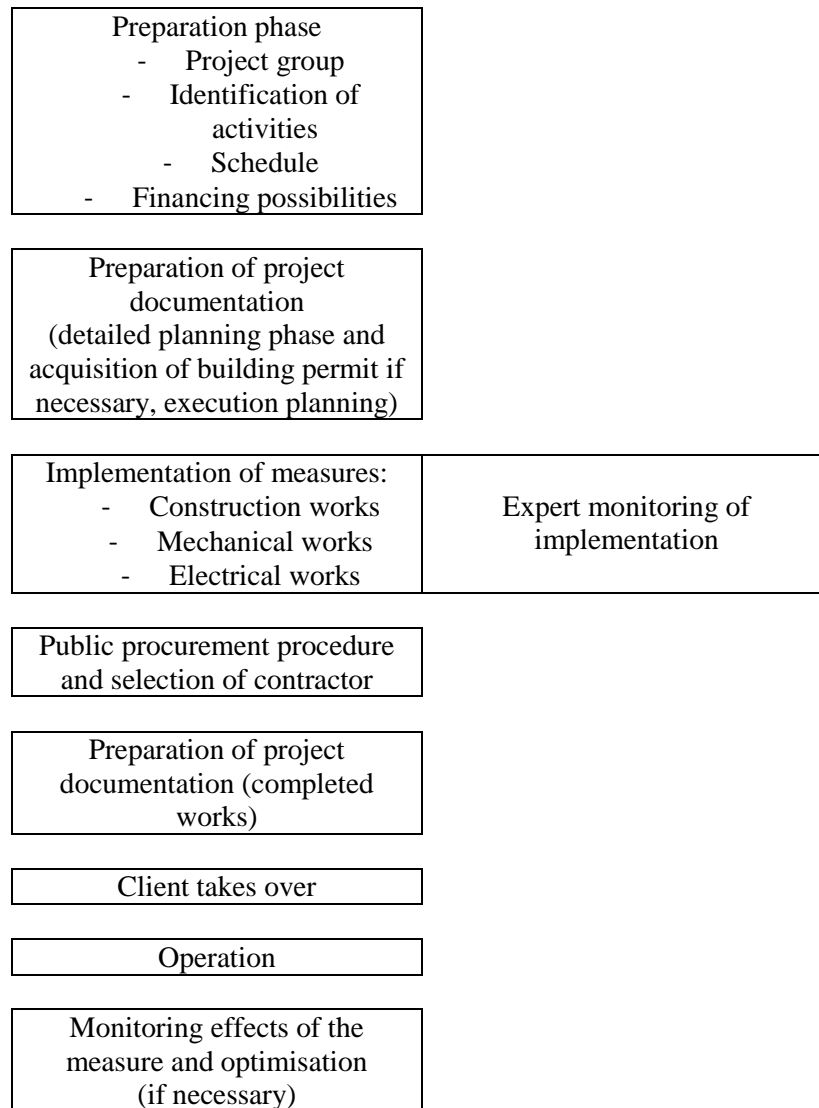 Preparation phase
- Project group
- Identification of
activities
- Schedule
- Financing possibilities
Preparation of project
documentation
(detailed planning phase and
acquisition of building permit if
necessary, execution planning)
Implementation of measures:
- Construction works
- Mechanical works
- Electrical works
Expert monitoring of
implementation
Public procurement procedure
and selection of contractor
Preparation of project
documentation (completed
works)
Client takes over
Operation
Monitoring effects of the
measure and optimisation
(if necessary)